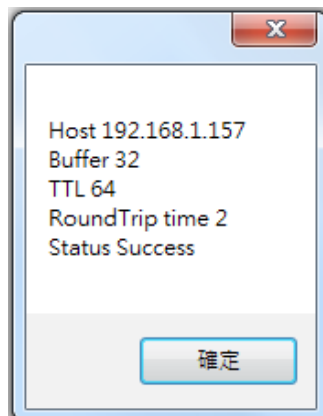 Host 192.168.1.157
Buffer 32
TTL 64
RoundTrip time 2
Status Success
確定